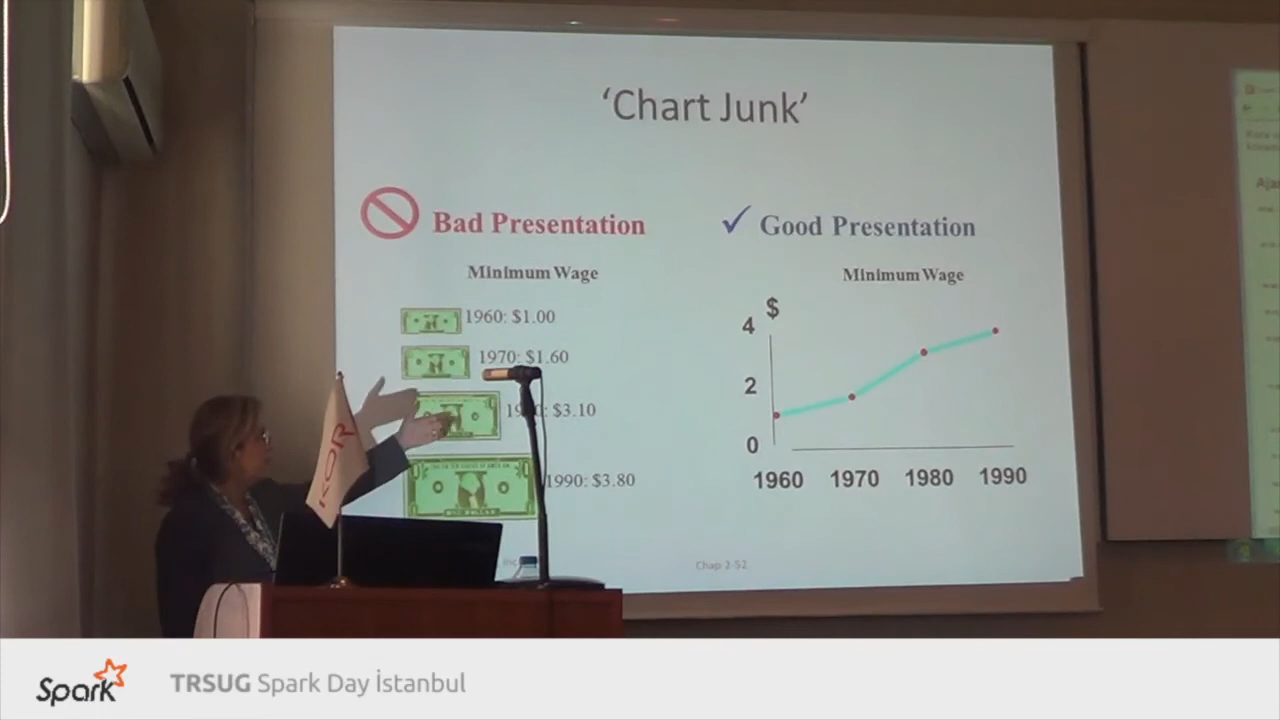 ‘Chart Junk’
Bad Presentation
Minimum Wage
1960: $1.00
1970: $1.60
: $3.10
1990: $3.80
✓ Good Presentation
Minimum Wage
$
4
2
0
1960 1970 1980 1990
Chap 2-52
KOR
Spark
TRSUG Spark Day İstanbul